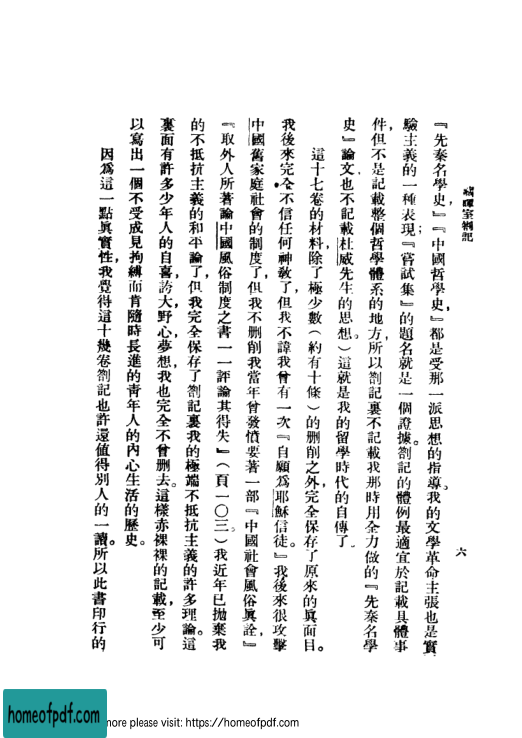 藏暉室劄記
六
『先秦名學史，』『中國哲學史，』都是受那一派思想的指導。我的文學革命主張也是實
驗主義的一種表現；『嘗試集』的題名就是一個證據。劄記的體例最適宜於記載具體事
件，但不是記載整個哲學體系的地方，所以劄記裏不記載我那時用全力做的『先秦名學
史』論文，也不記載杜威先生的思想。）這就是我的留學時代的自傳了。
這十七卷的材料，除了極少數（約有十條）的删削之外，完全保存了原來的眞面目。
我後來完全不信任何神敎了，但我不諱我曾有一次『自願爲耶穌信徒。』我後來很攻擊
中國舊家庭社會的制度了，但我不删削我當年曾發憤要著一部『中國社會風俗眞詮，』
『取外人所著論中國風俗制度之書一一評論其得失』（頁一〇三。）我近年已拋棄我
的不抵抗主義的和平論了，但我完全保存了劄記裏我的極端不抵抗主義的許多理論。這
裏面有許多少年人的自喜，誇大，野心，夢想，我也完全不曾删去。這樣赤裸裸的記載，至少可
以寫出一個不受成見拘縛而肯隨時長進的靑年人的內心生活的歷史。
因爲這一點眞實性，我覺得這十幾卷劄記也許還值得別人的一讀。所以此書印行的
homeofpdf.com
more please visit: https://homeofpdf.com